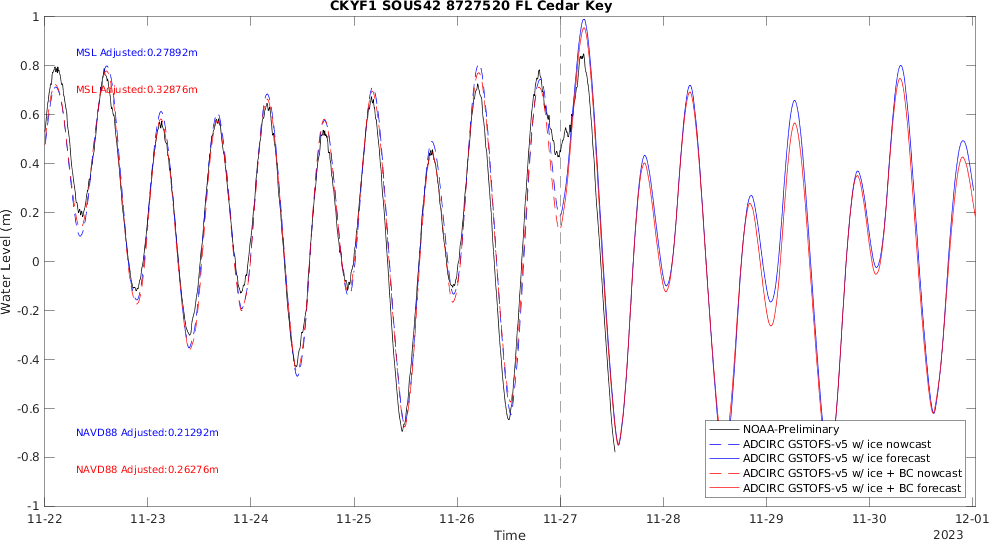 CKYF1 SOUS42 8727520 FL Cedar Key
1
0.8
0.6
0.4
0.2
0
-0.2
-0.4
-0.6
-0.8
-1
Water Level (m)
MSL Adjusted:0.27892m
MSL Adjusted:0.32876m
NAVD88 Adjusted:0.21292m
NAVD88 Adjusted:0.26276m
NOAA-Preliminary
ADCIRC GSTOFS-v5 w/ ice nowcast
ADCIRC GSTOFS-v5 w/ ice forecast
ADCIRC GSTOFS-v5 w/ ice + BC nowcast
ADCIRC GSTOFS-v5 w/ ice + BC forecast
11-22 11-23 11-24 11-25 11-26 11-27 11-28 11-29 11-30 12-01
Time
2023